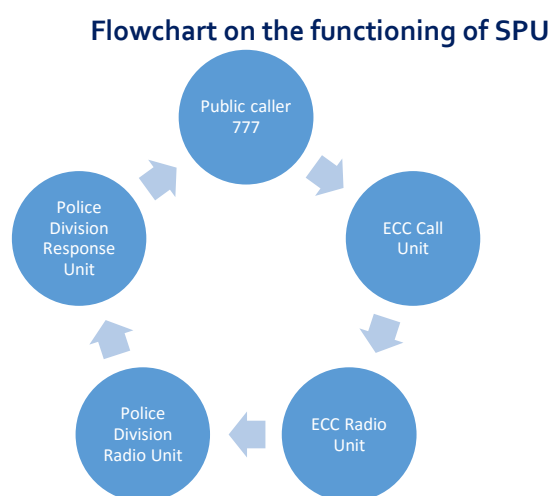 Flowchart on the functioning of SPU
Public caller
777
ECC Call
Unit
ECC Radio
Unit
Police
Division
Radio Unit
Police
Division
Response
Unit